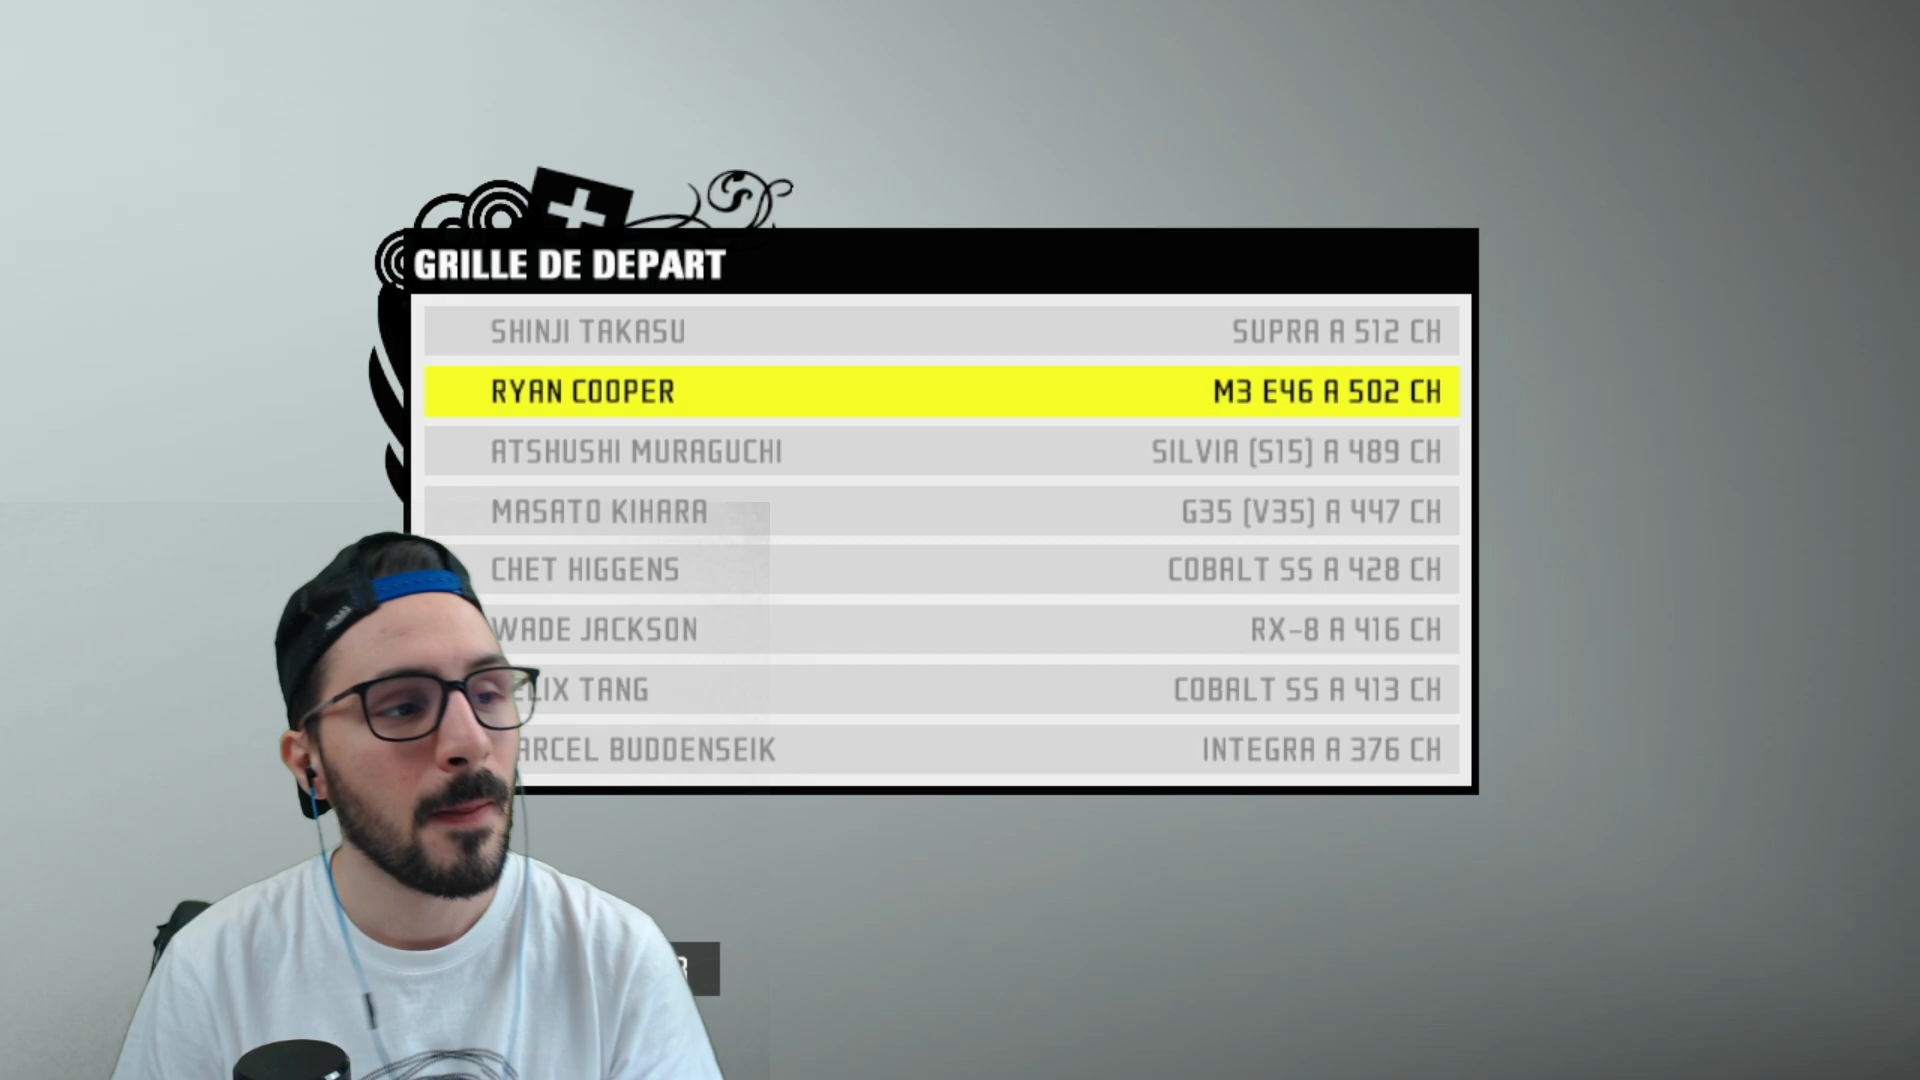 GRILLE DE DEPART
SHINJI TAKASU SUPRA A 512 CH
RYAN COOPER M3 E46 A 502 CH
ATSHUSHI MURAGUCHI SILVIA (S15) A 489 CH
MASATO KIHARA G35 (V35) A 447 CH
CHET HIGGENS COBALT SS A 428 CH
WADE JACKSON RX-8 A 416 CH
TANG COBALT SS A 413 CH
BUDDENSEIK INTEGRA A 376 CH